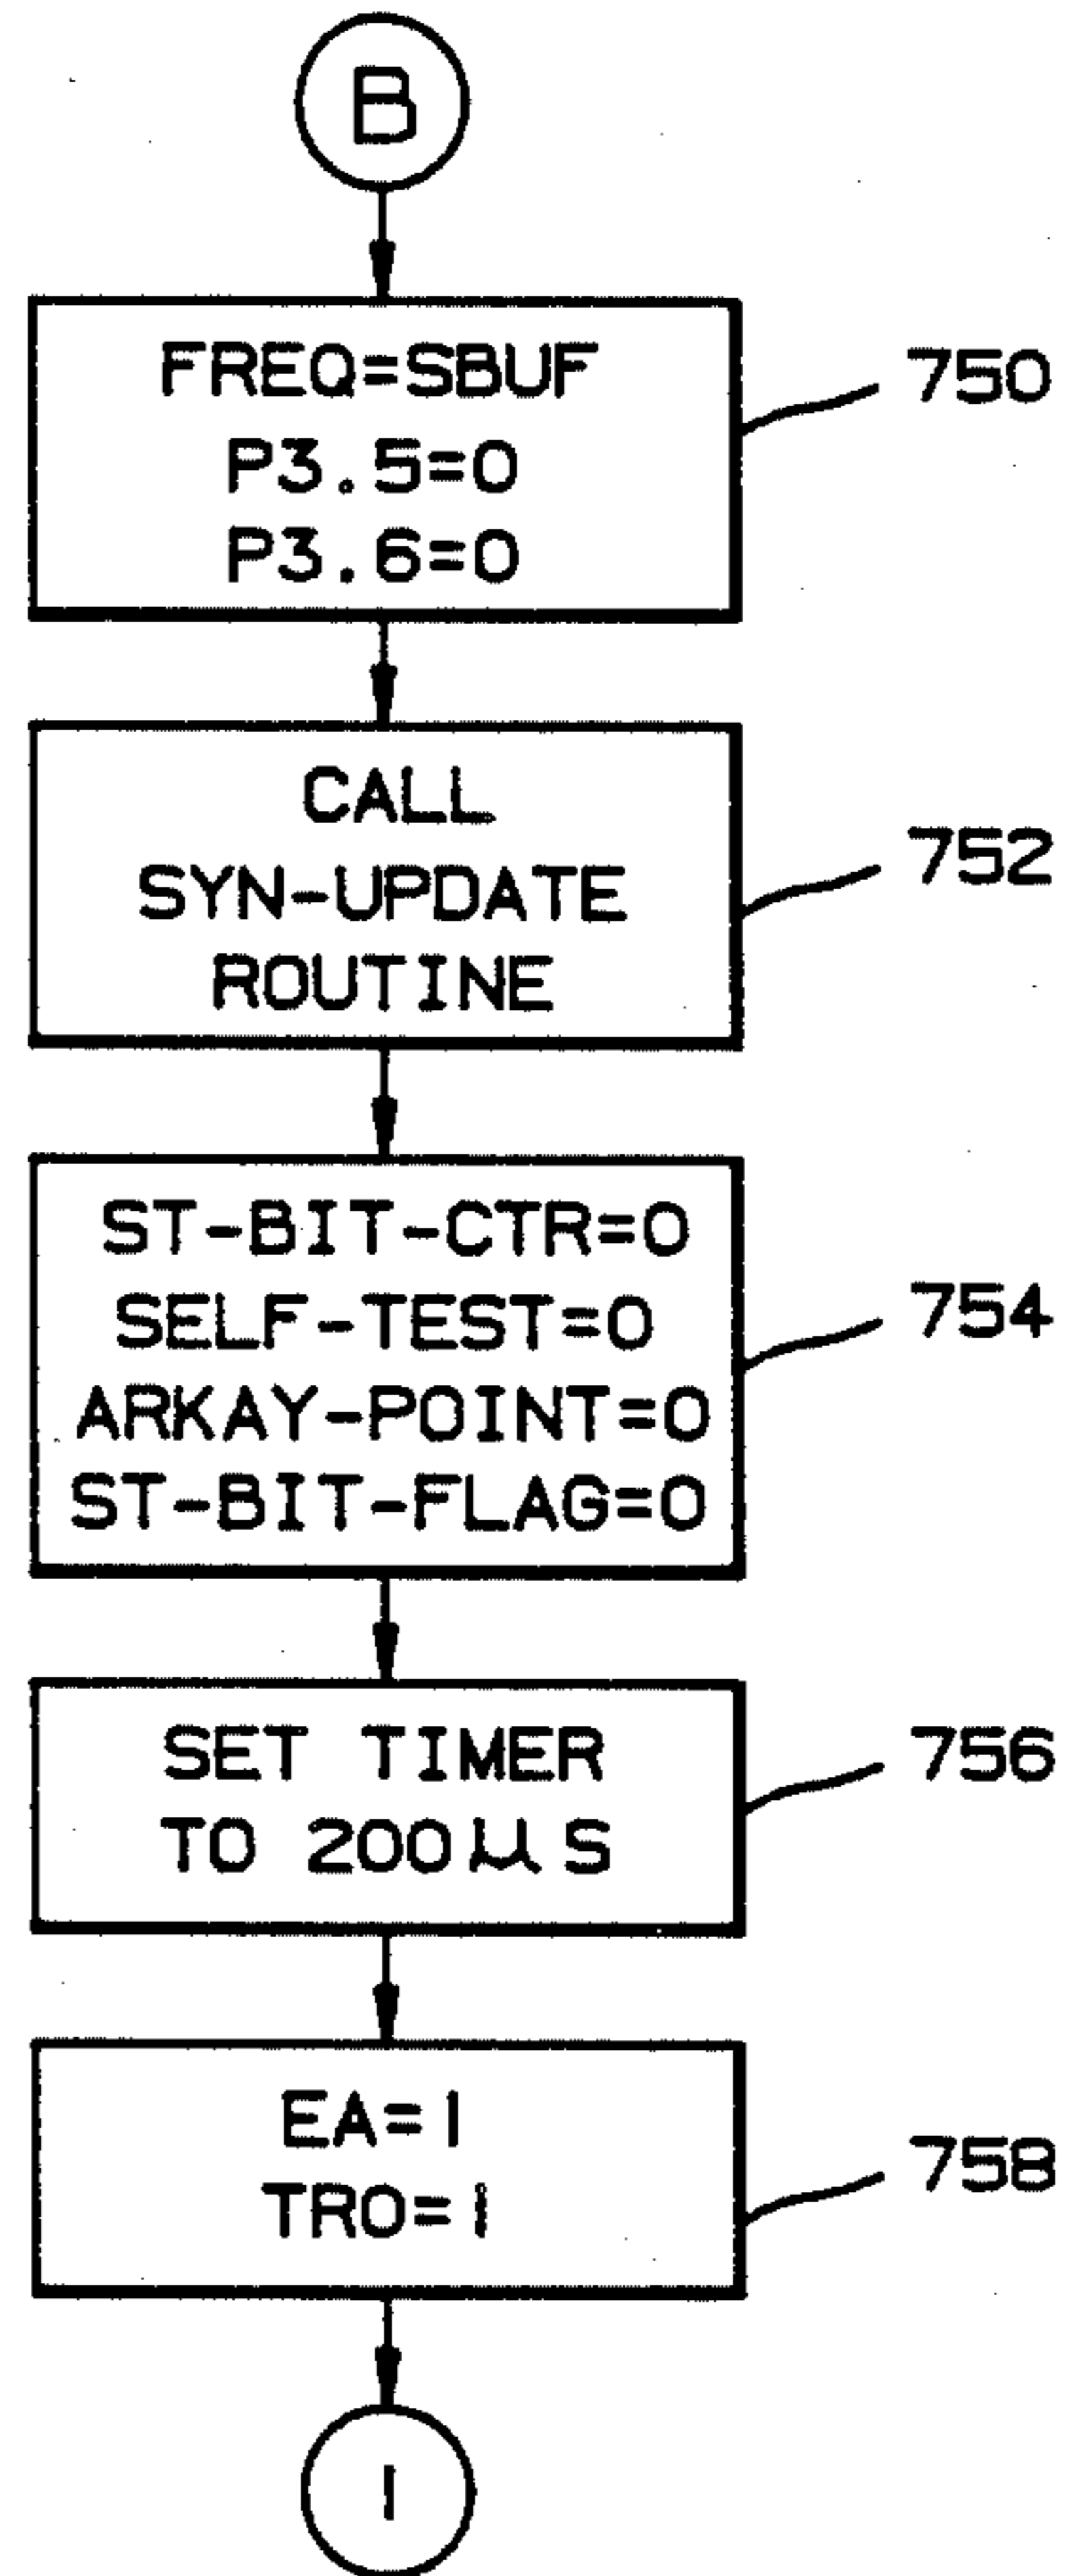 B
FREQ=SBUF
P3.5=0
P3.6=0
750
CALL
SYN-UPDATE
ROUTINE
752
ST-BIT-CTR=0
SELF-TEST=0
ARKAY-POINT=0
ST-BIT-FLAG=0
754
SET TIMER
TO 200μS
756
EA=1
TR0=1
758
1